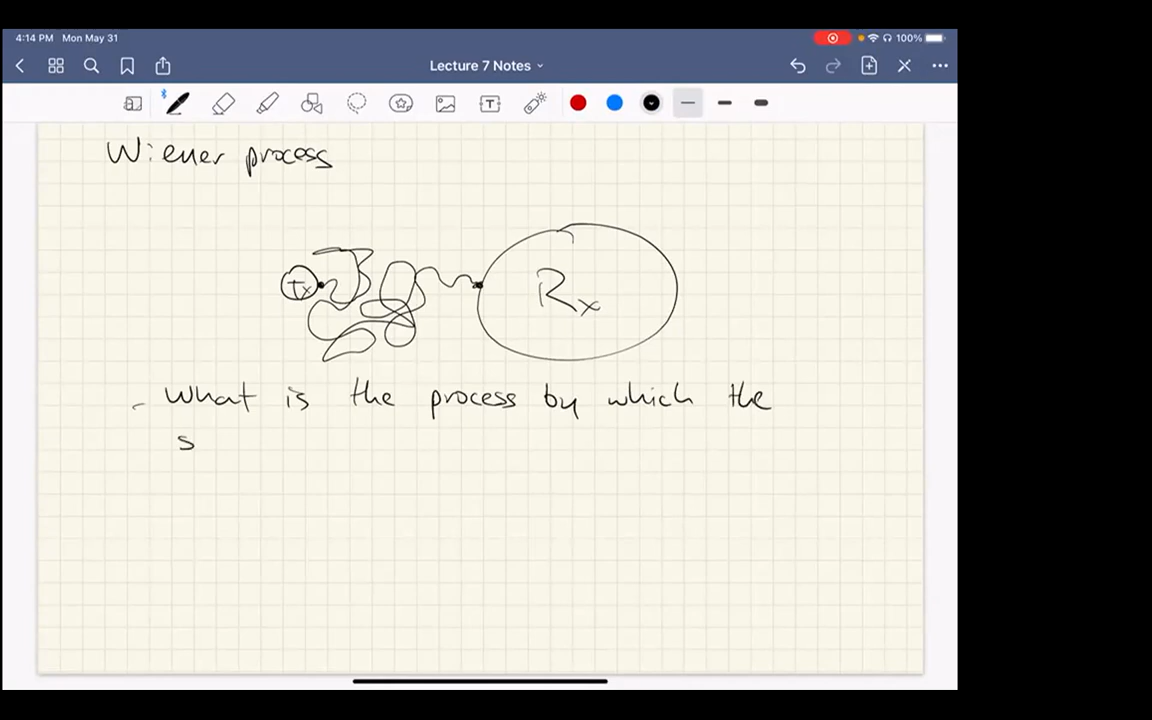 4:14 PM Mon May 31
100%
Lecture 7 Notes
T
Wiener process
Tx
Rx
- What is the process by which the
s